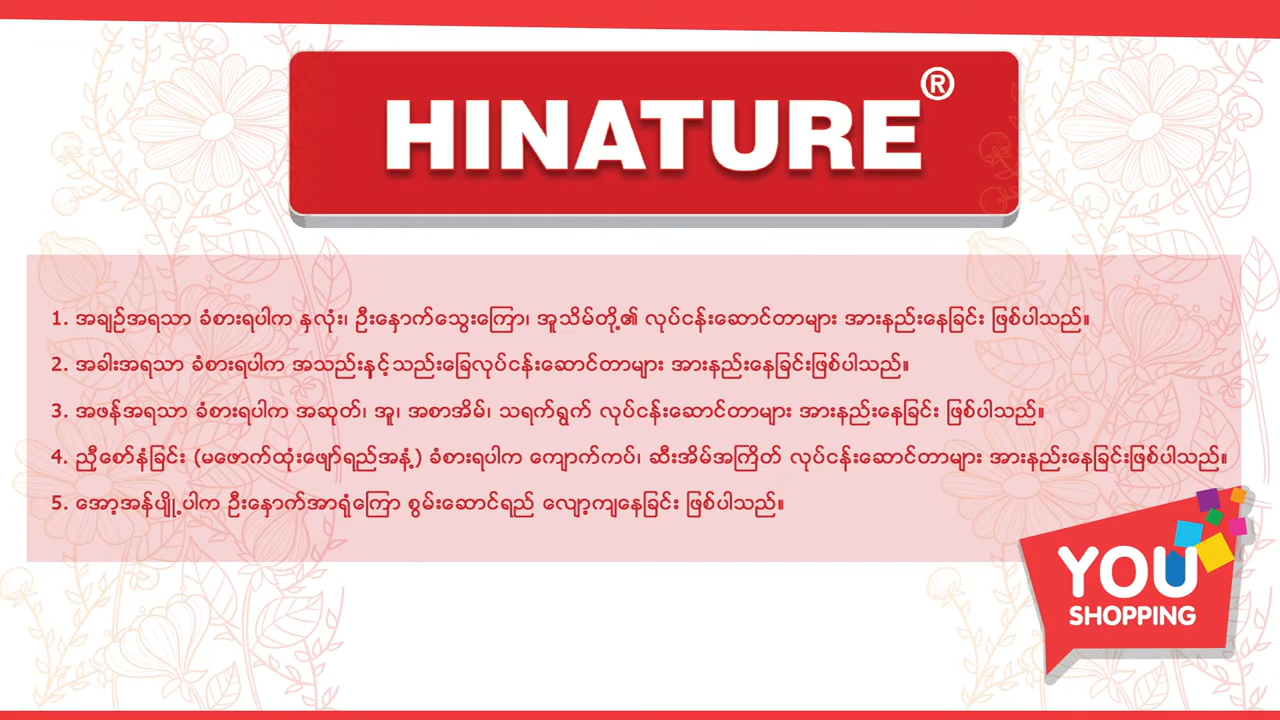 HINATURE®
1. အချဉ်အရသာ ခံစားရပါက နှလုံး၊ ဦးနှောက်သွေးကြော၊ အူသိမ်တို့၏ လုပ်ငန်းဆောင်တာများ အားနည်းနေခြင်း ဖြစ်ပါသည်။
2. အခါးအရသာ ခံစားရပါက အသည်းနှင့်သည်းခြေလုပ်ငန်းဆောင်တာများ အားနည်းနေခြင်းဖြစ်ပါသည်။
3. အဖန်အရသာ ခံစားရပါက အဆုတ်၊ အူ၊ အစာအိမ်၊ သရက်ရွက် လုပ်ငန်းဆောင်တာများ အားနည်းနေခြင်း ဖြစ်ပါသည်။
4. ညှီစော်နံခြင်း (မဖောက်ထုံးဖျော်ရည်အနံ့) ခံစားရပါက ကျောက်ကပ်၊ ဆီးအိမ်အကြိတ် လုပ်ငန်းဆောင်တာများ အားနည်းနေခြင်းဖြစ်ပါသည်။
5. အော့အန်ပျို့ပါက ဦးနှောက်အာရုံကြော စွမ်းဆောင်ရည် လျော့ကျနေခြင်း ဖြစ်ပါသည်။
YOU
SHOPPING